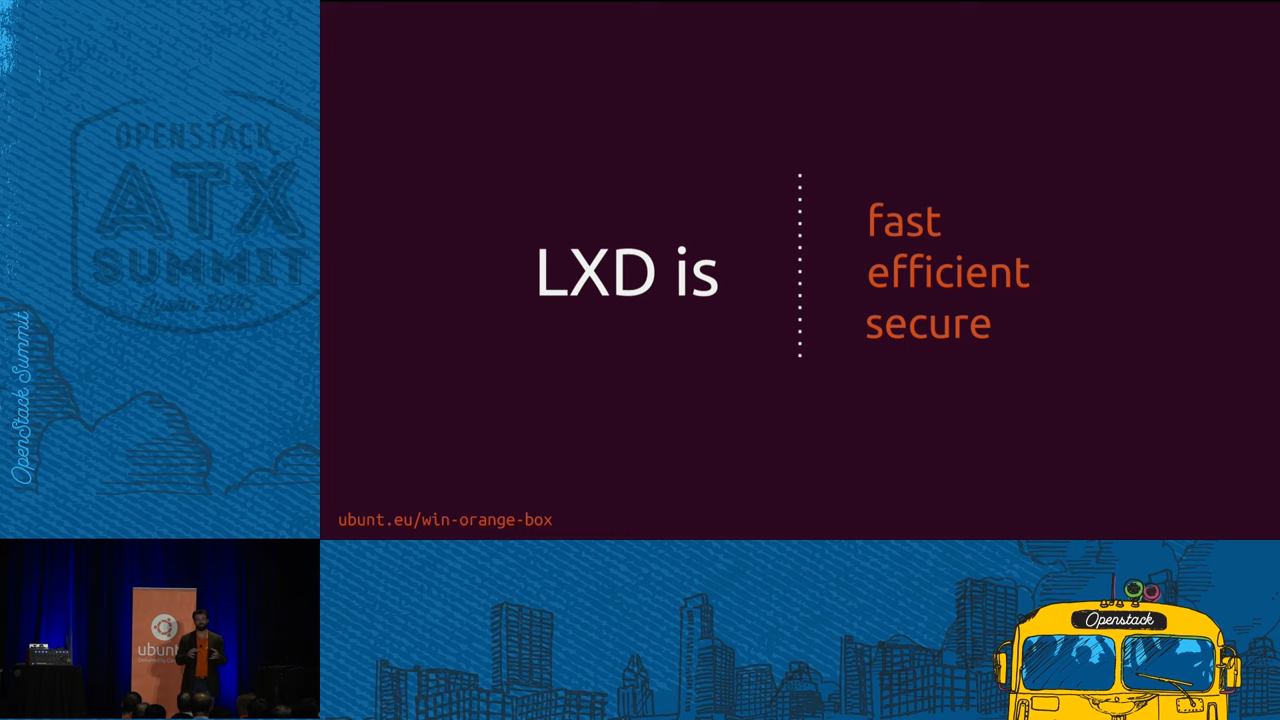 OPENSTACK
ATX
SUMMIT
OpenStack Summit
LXD is
fast
efficient
secure
ubunt.eu/win-orange-box
Openstack